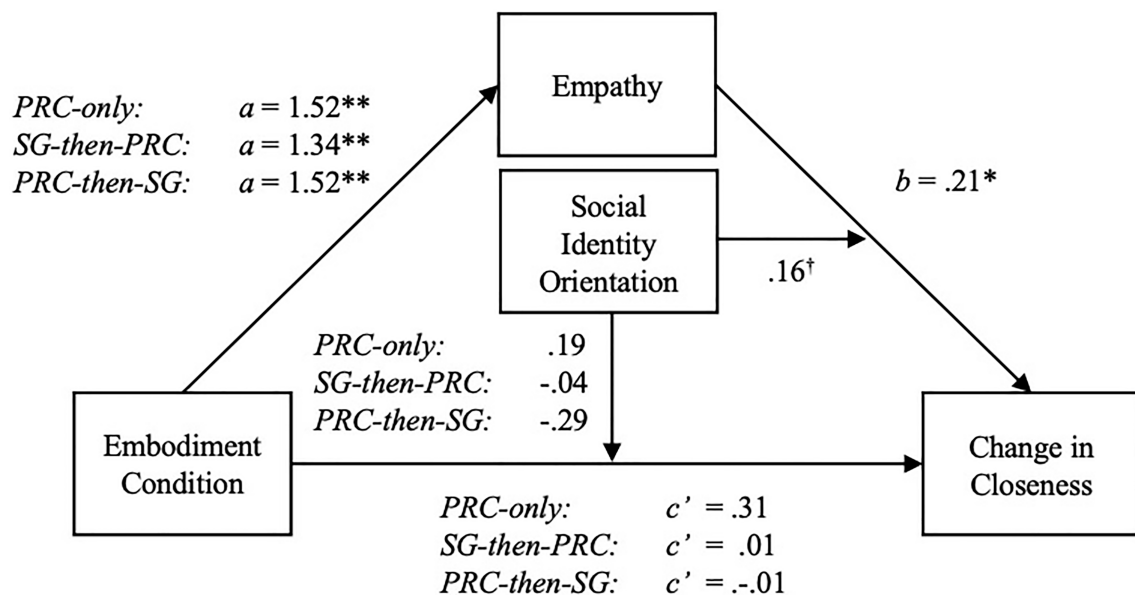 Empathy
PRC-only: a = 1.52**
SG-then-PRC: a = 1.34**
PRC-then-SG: a = 1.52**
b = .21*
Social
Identity
Orientation
.16†
PRC-only: .19
SG-then-PRC: -.04
PRC-then-SG: -.29
Embodiment
Condition
Change in
Closeness
PRC-only: c’ = .31
SG-then-PRC: c’ = .01
PRC-then-SG: c’ = .-.01